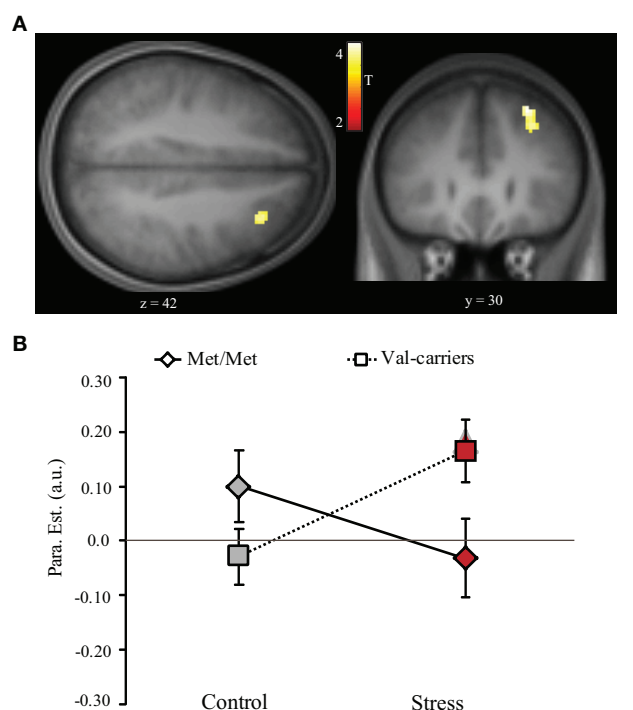 A
4
T
2
z = 42
y = 30
B
Met/Met
Val-carriers
0.30
0.20
0.10
0.0
-0.10
-0.20
-0.30
Para. Est. (a.u.)
Control
Stress